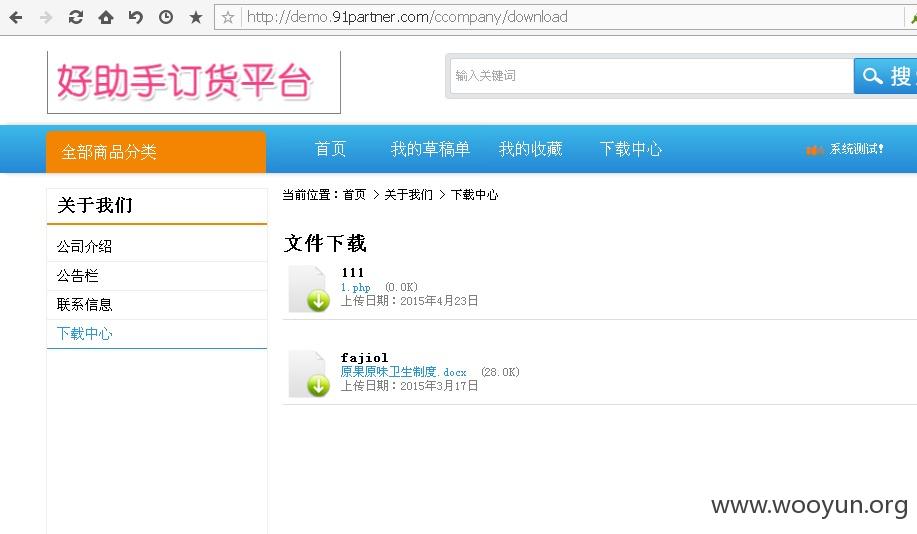 http://demo.91partner.com/ccompany/download
好助手订货平台
输入关键词
搜
全部商品分类
首页 我的草稿单 我的收藏 下载中心
系统测试!
关于我们
公司介绍
公告栏
联系信息
下载中心
当前位置：首页 > 关于我们 > 下载中心
文件下载
111
1.php (0.0K)
上传日期：2015年4月23日
fajiol
原果原味卫生制度.docx (28.0K)
上传日期：2015年3月17日
www.wooyun.org